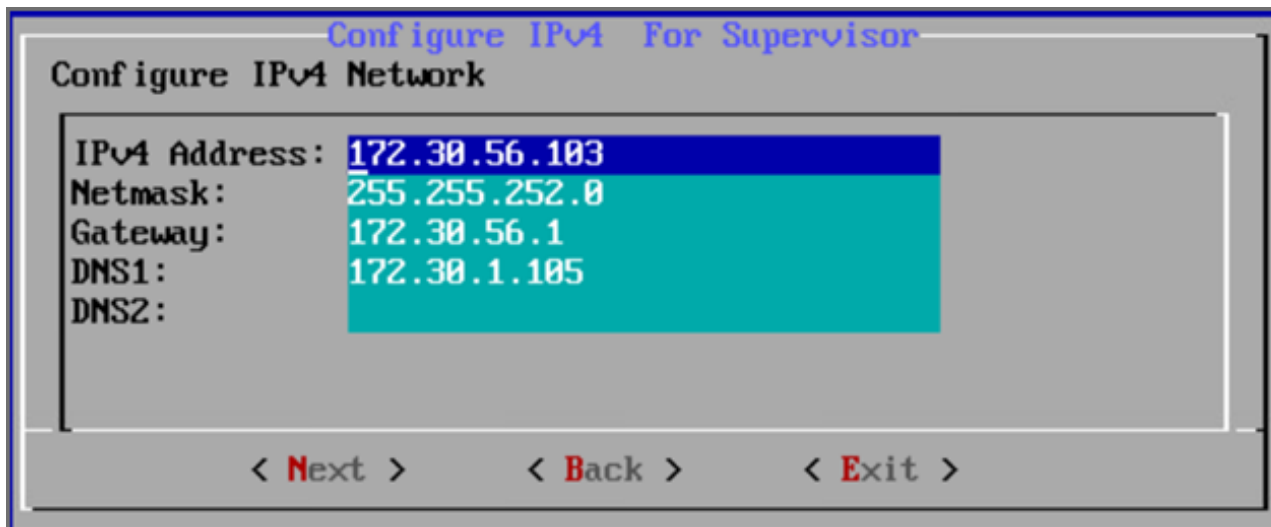 Configure IPv4  For Supervisor
Configure IPv4 Network
IPv4 Address: 172.30.56.103
Netmask: 255.255.252.0
Gateway: 172.30.56.1
DNS1: 172.30.1.105
DNS2:
< Next > < Back > < Exit >